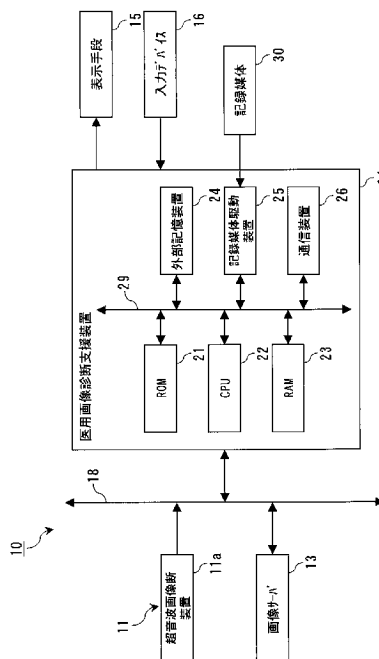 10
11
超音波画像断
装置
11a
画像サーバ
13
18
医用画像診断支援装置
29
ROM
21
CPU
22
RAM
23
外部記憶装置
24
記録媒体駆動
装置
25
通信装置
26
表示手段
15
入力デバイス
16
記録媒体
30